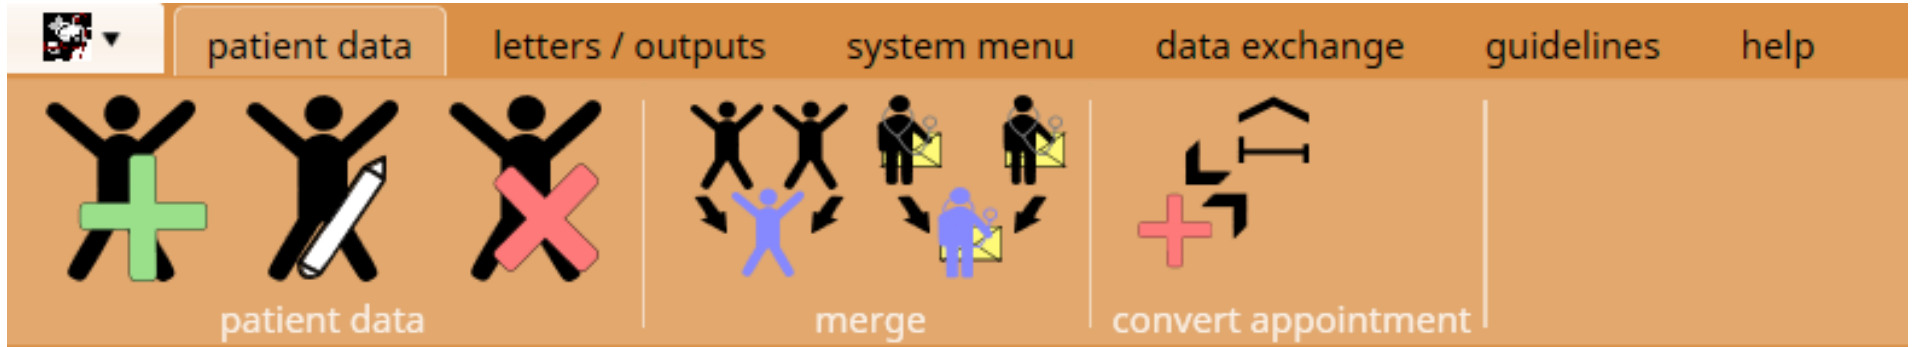 patient data letters / outputs system menu data exchange guidelines help
patient data merge convert appointment